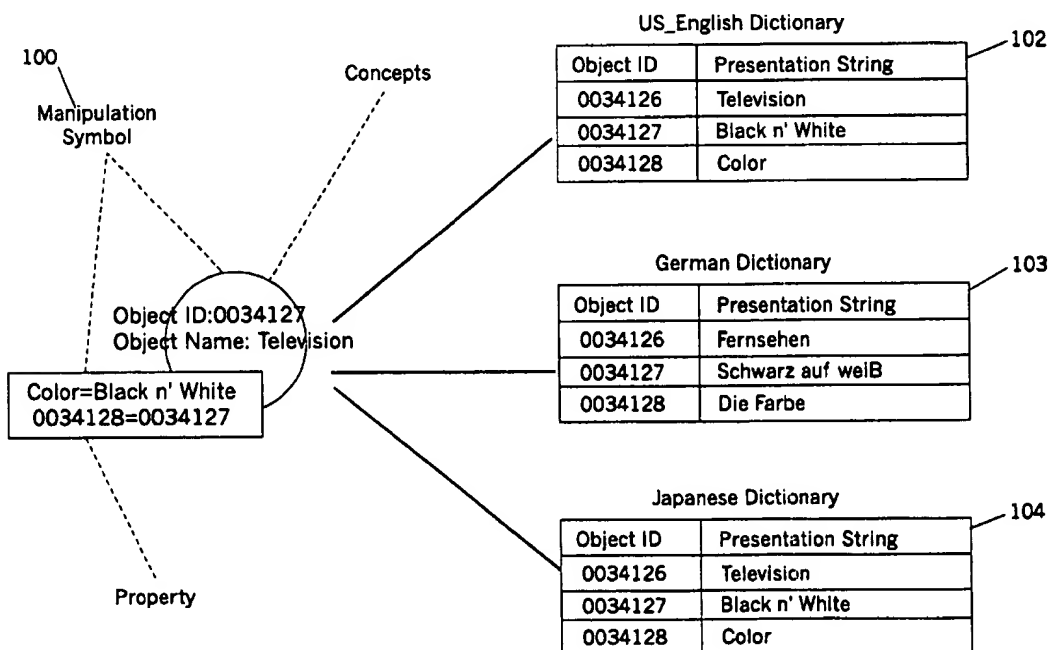 100
Manipulation
Symbol
Concepts
Object ID:0034127
Object Name: Television
Color=Black n' White
0034128=0034127
Property
US_English Dictionary
102
Object ID Presentation String
0034126 Television
0034127 Black n' White
0034128 Color
German Dictionary
103
Object ID Presentation String
0034126 Fernsehen
0034127 Schwarz auf weiB
0034128 Die Farbe
Japanese Dictionary
104
Object ID Presentation String
0034126 Television
0034127 Black n' White
0034128 Color